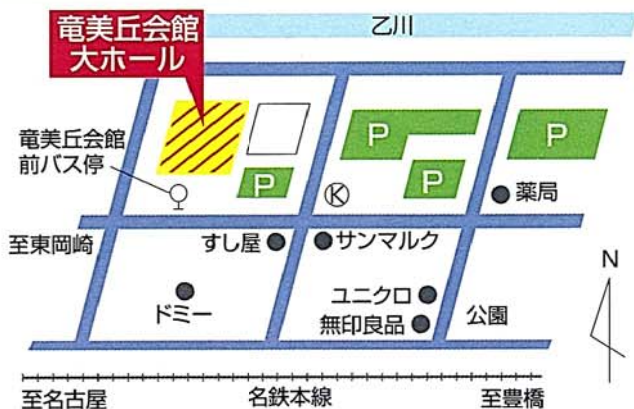 乙川
竜美丘会館
大ホール
竜美丘会館
前バス停
P
P
P
P
K
薬局
至東岡崎
すし屋
サンマルク
N
ドミー
ユニクロ
無印良品
公園
至名古屋
名鉄本線
至豊橋